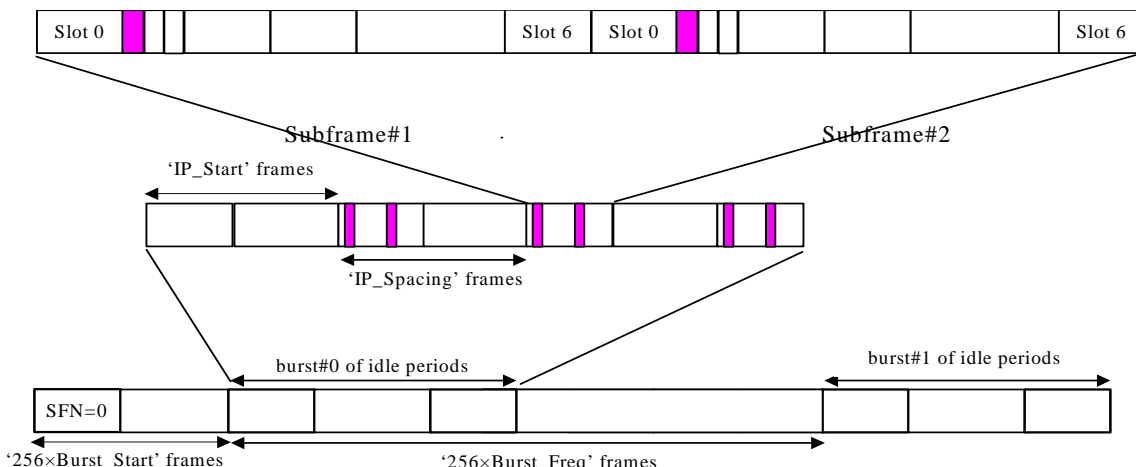 Slot 0 Slot 6 Slot 0 Slot 6
Subframe#1 Subframe#2
‘IP_Start’ frames
‘IP_Spacing’ frames
burst#0 of idle periods burst#1 of idle periods
SFN=0
‘256×Burst_Start’ frames ‘256×Burst_Freq’ frames